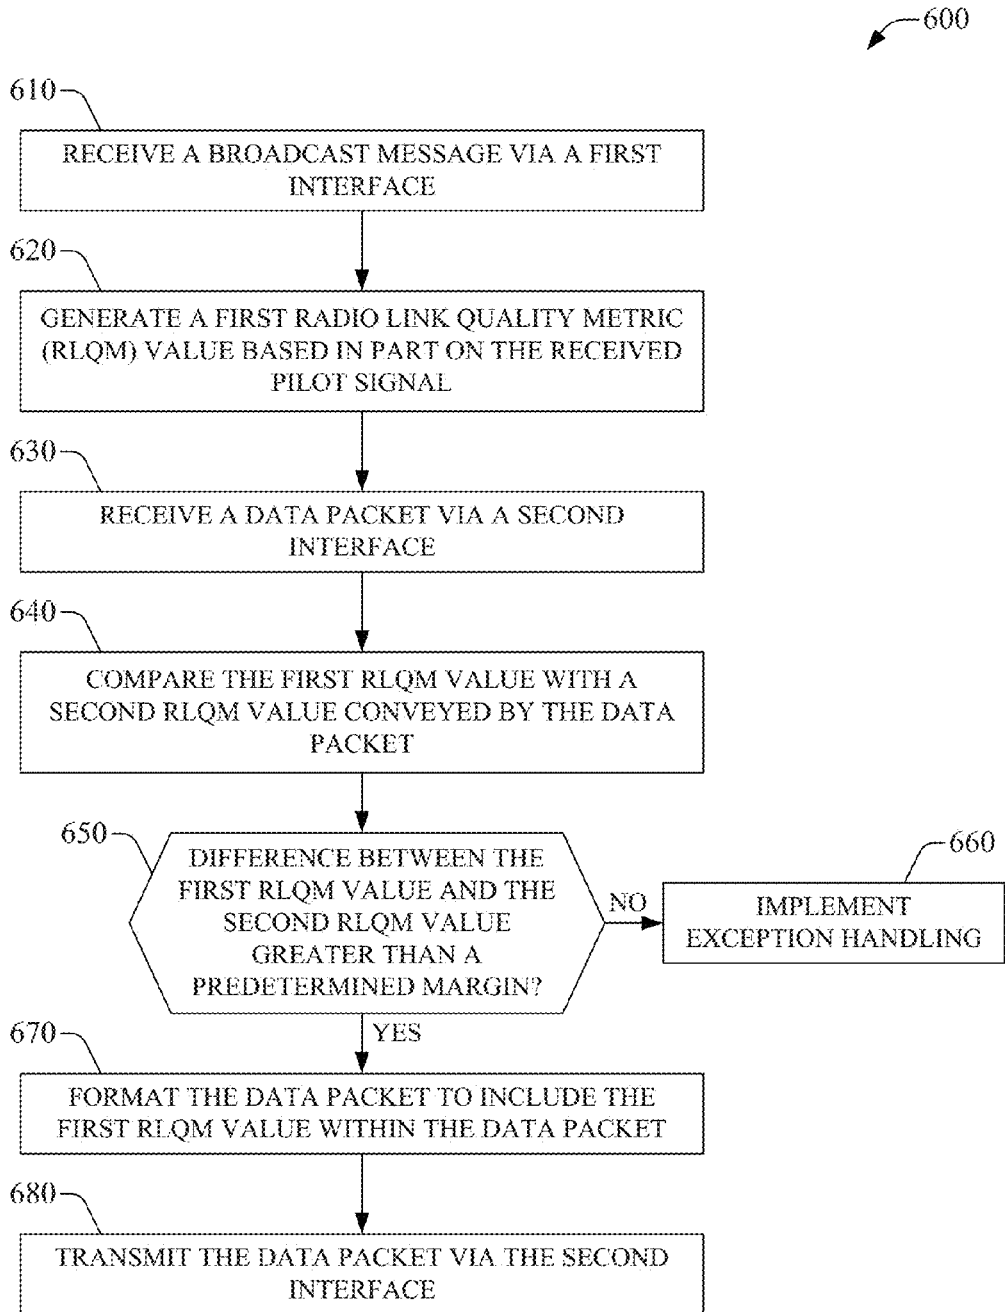 600
610
RECEIVE A BROADCAST MESSAGE VIA A FIRST
INTERFACE
620
GENERATE A FIRST RADIO LINK QUALITY METRIC
(RLQM) VALUE BASED IN PART ON THE RECEIVED
PILOT SIGNAL
630
RECEIVE A DATA PACKET VIA A SECOND
INTERFACE
640
COMPARE THE FIRST RLQM VALUE WITH A
SECOND RLQM VALUE CONVEYED BY THE DATA
PACKET
650
DIFFERENCE BETWEEN THE
FIRST RLQM VALUE AND THE
SECOND RLQM VALUE
GREATER THAN A
PREDETERMINED MARGIN?
NO
660
IMPLEMENT
EXCEPTION HANDLING
YES
670
FORMAT THE DATA PACKET TO INCLUDE THE
FIRST RLQM VALUE WITHIN THE DATA PACKET
680
TRANSMIT THE DATA PACKET VIA THE SECOND
INTERFACE